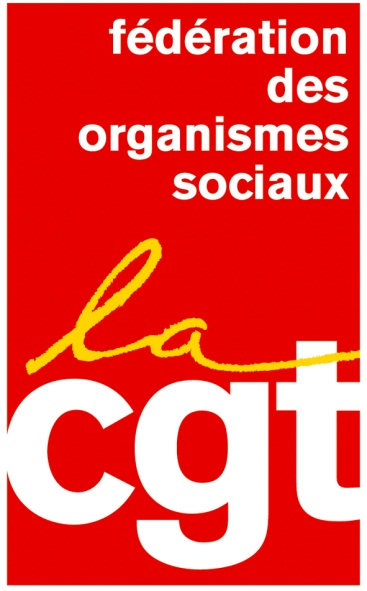 fédération
des
organismes
sociaux
la
cgt